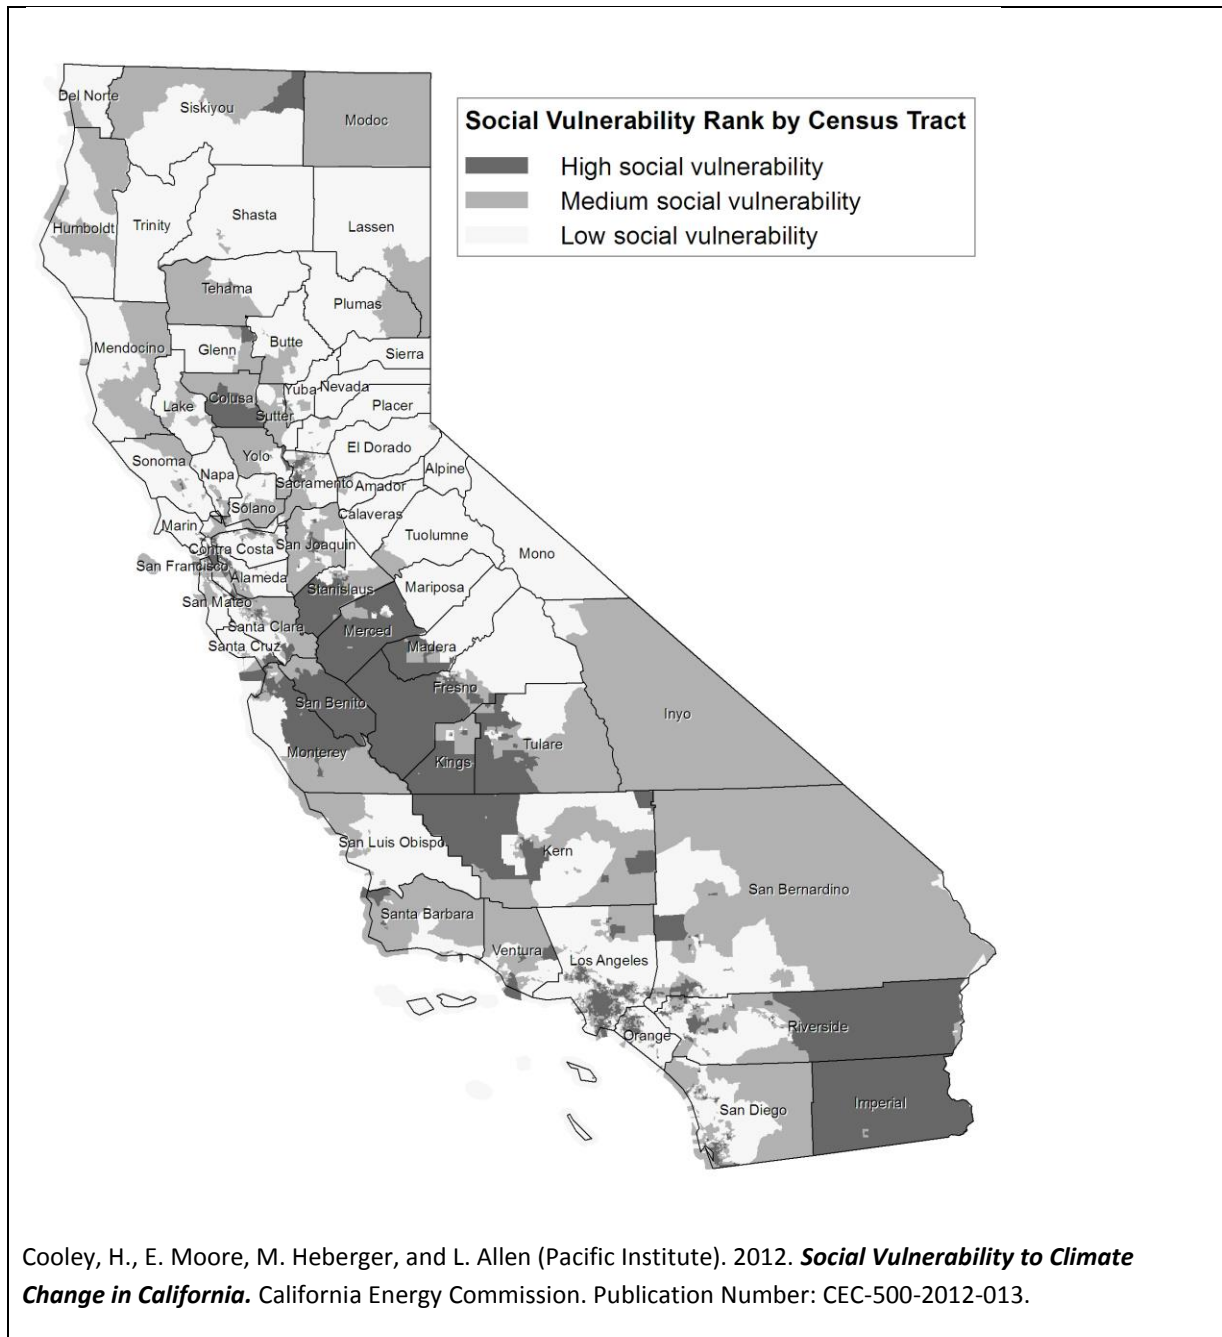 Del Norte
Siskiyou
Modoc
Social Vulnerability Rank by Census Tract
High social vulnerability
Medium social vulnerability
Low social vulnerability
Humboldt
Trinity
Shasta
Lassen
Tehama
Plumas
Mendocino
Glenn
Butte
Sierra
Lake
Colusa
Sutter
Yuba
Nevada
Placer
Sonoma
Napa
Yolo
El Dorado
Alpine
Sacramento
Amador
Solano
Calaveras
Marin
Contra Costa
San Joaquin
Tuolumne
Mono
San Francisco
Alameda
Stanislaus
Mariposa
San Mateo
Santa Clara
Merced
Santa Cruz
Madera
Fresno
San Benito
Inyo
Monterey
Kings
Tulare
San Luis Obispo
Kern
San Bernardino
Santa Barbara
Ventura
Los Angeles
Orange
Riverside
San Diego
Imperial
Cooley, H., E. Moore, M. Heberger, and L. Allen (Pacific Institute). 2012. Social Vulnerability to Climate
Change in California. California Energy Commission. Publication Number: CEC-500-2012-013.